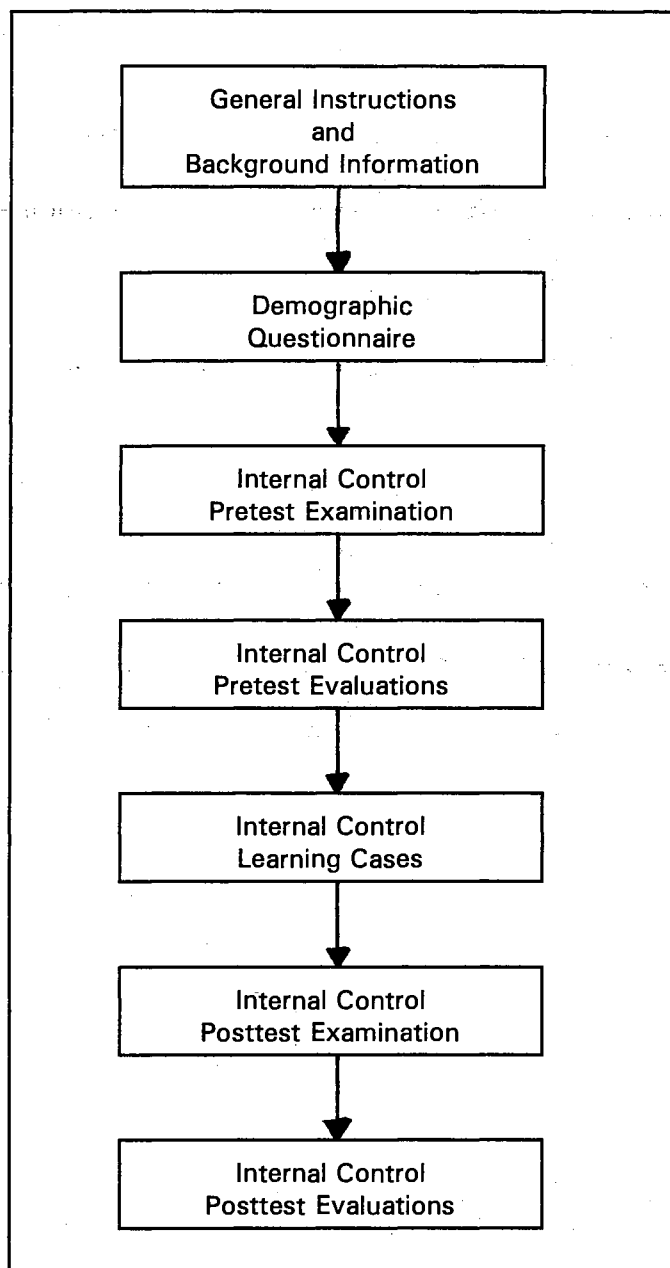 General Instructions
and
Background Information
Demographic
Questionnaire
Internal Control
Pretest Examination
Internal Control
Pretest Evaluations
Internal Control
Learning Cases
Internal Control
Posttest Examination
Internal Control
Posttest Evaluations